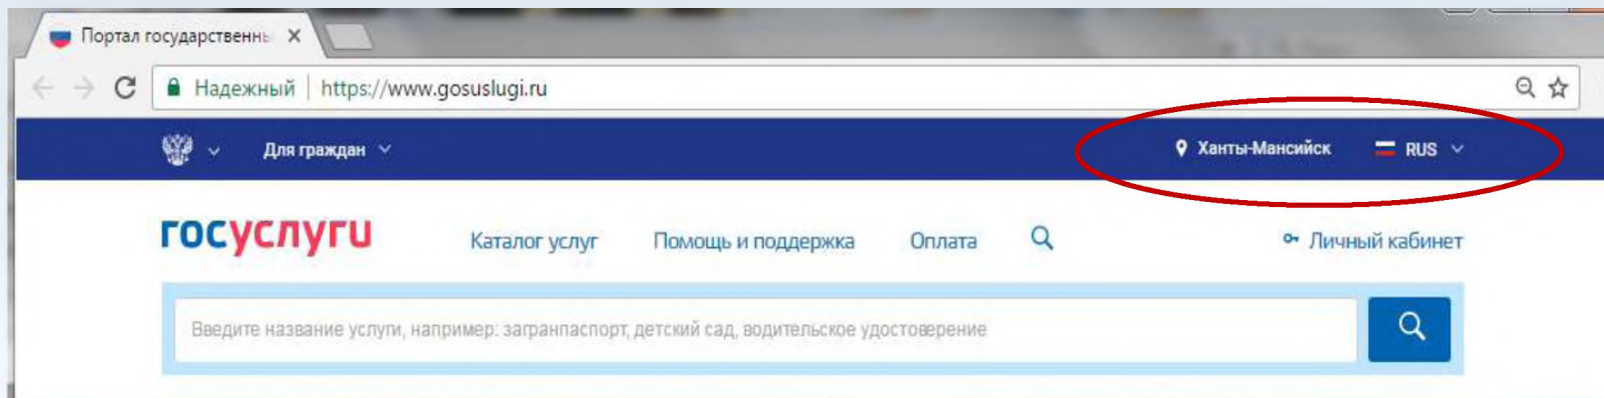 Портал государственны
Надежный | https://www.gosuslugi.ru
Для граждан Ханты-Мансийск RUS
госуслуги Каталог услуг Помощь и поддержка Оплата Личный кабинет
Введите название услуги, например: загранпаспорт, детский сад, водительское удостоверение